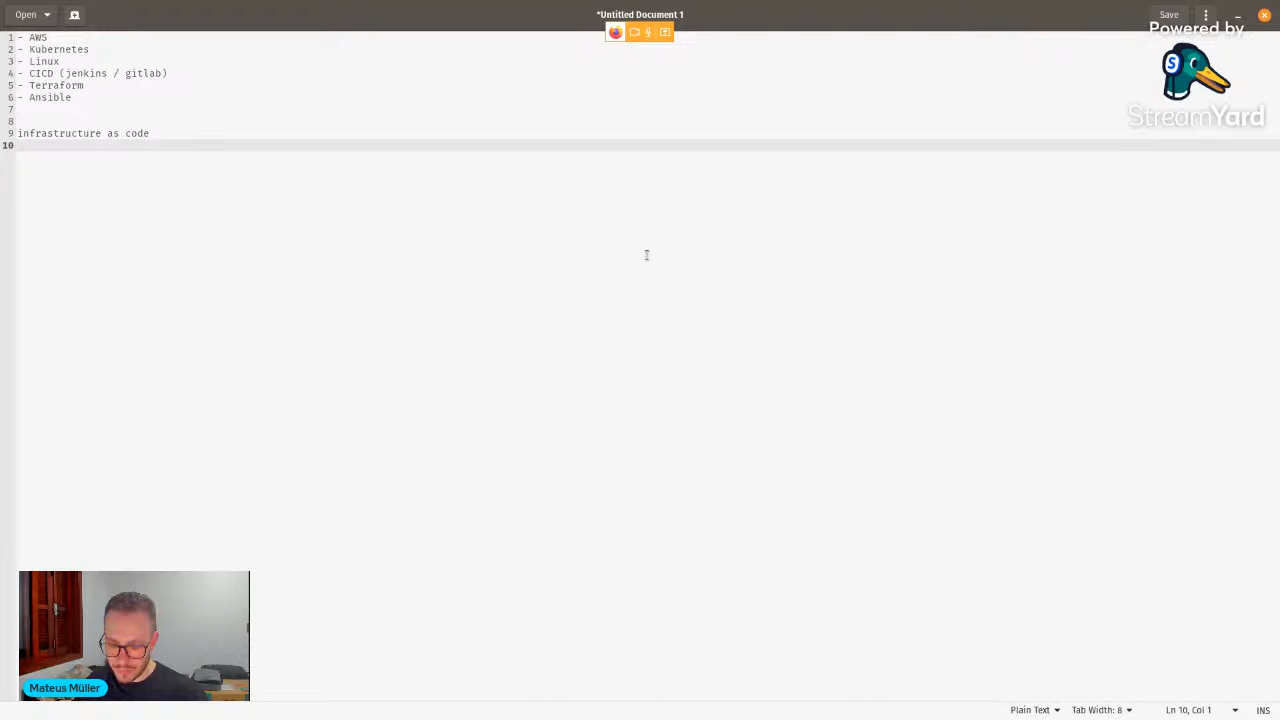 Open
*Untitled Document 1
Save
1 - AWS
2 - Kubernetes
3 - Linux
4 - CICD (jenkins / gitlab)
5 - Terraform
6 - Ansible
7
8
9 infrastructure as code
10
Powered by
S
StreamYard
Mateus Müller
Plain Text
Tab Width: 8
Ln 10, Col 1
INS